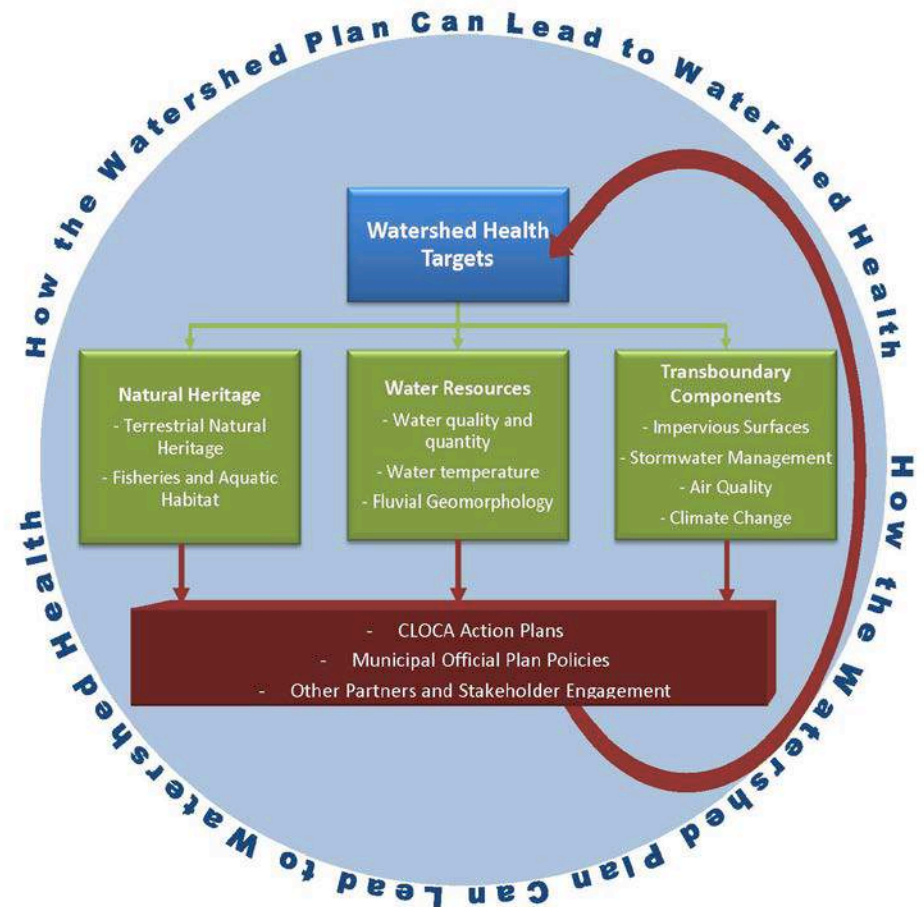 How the Watershed Plan Can Lead to Watershed Health
Watershed Health
Targets
Natural Heritage
- Terrestrial Natural
Heritage
- Fisheries and Aquatic
Habitat
Water Resources
- Water quality and
quantity
- Water temperature
- Fluvial Geomorphology
Transboundary
Components
- Impervious Surfaces
- Stormwater Management
- Air Quality
- Climate Change
- CLOCA Action Plans
- Municipal Official Plan Policies
- Other Partners and Stakeholder Engagement
How the Watershed Plan Can Lead to Watershed Health